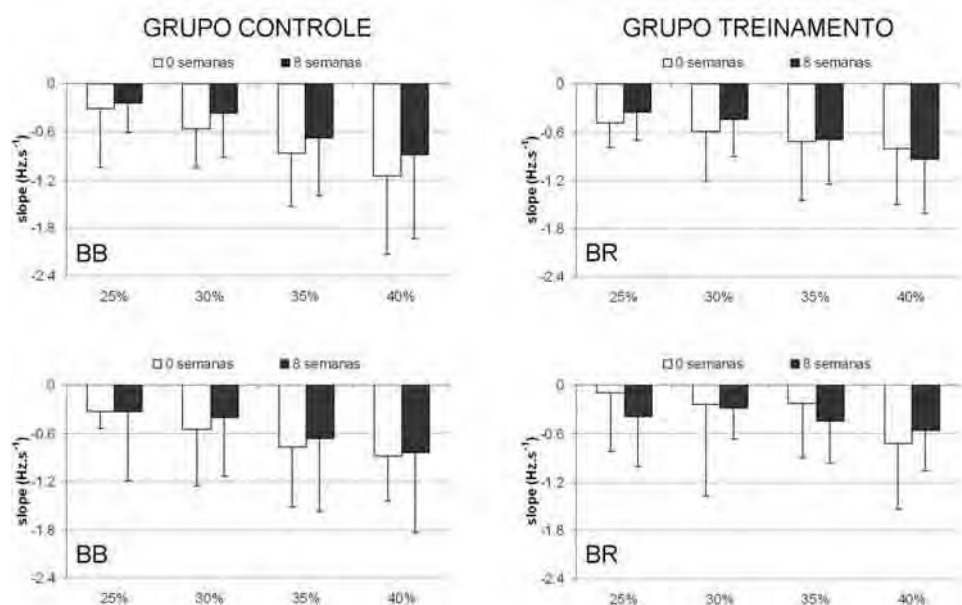 GRUPO CONTROLE
GRUPO TREINAMENTO
0 semanas 8 semanas
0
-0.6
-1.2
-1.8
-2.4
slope (Hz.s⁻¹)
BB
25% 30% 35% 40%
0 semanas 8 semanas
0
-0.6
-1.2
-1.8
-2.4
slope (Hz.s⁻¹)
BR
25% 30% 35% 40%
0 semanas 8 semanas
0
-0.6
-1.2
-1.8
-2.4
slope (Hz.s⁻¹)
BB
25% 30% 35% 40%
0 semanas 8 semanas
0
-0.6
-1.2
-1.8
-2.4
slope (Hz.s⁻¹)
BR
25% 30% 35% 40%